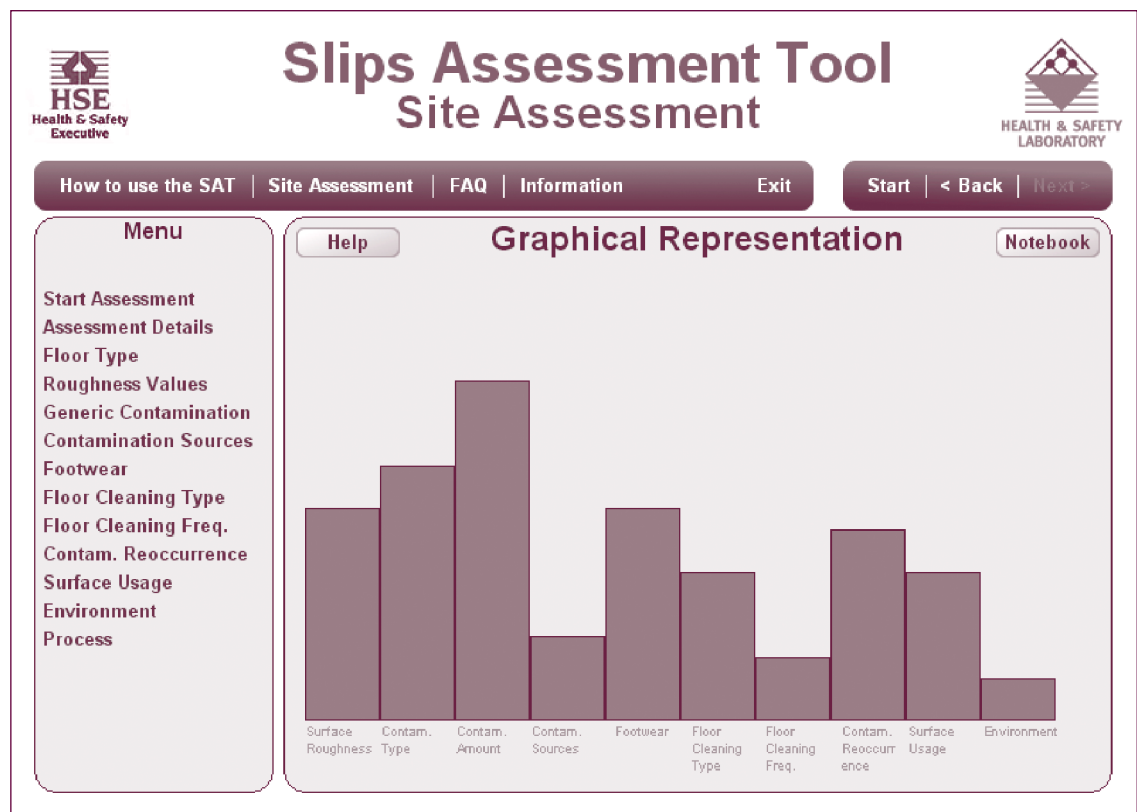 Slips Assessment Tool
Site Assessment
HSE
Health & Safety
Executive
HEALTH & SAFETY
LABORATORY
How to use the SAT | Site Assessment | FAQ | Information Exit
Start | < Back | Next >
Menu
Start Assessment
Assessment Details
Floor Type
Roughness Values
Generic Contamination
Contamination Sources
Footwear
Floor Cleaning Type
Floor Cleaning Freq.
Contam. Reoccurrence
Surface Usage
Environment
Process
Help
Graphical Representation
Notebook
Surface
Roughness
Contam.
Type
Contam.
Amount
Contam.
Sources
Footwear
Floor
Cleaning
Type
Floor
Cleaning
Freq.
Contam.
Reoccurr
ence
Surface
Usage
Environment